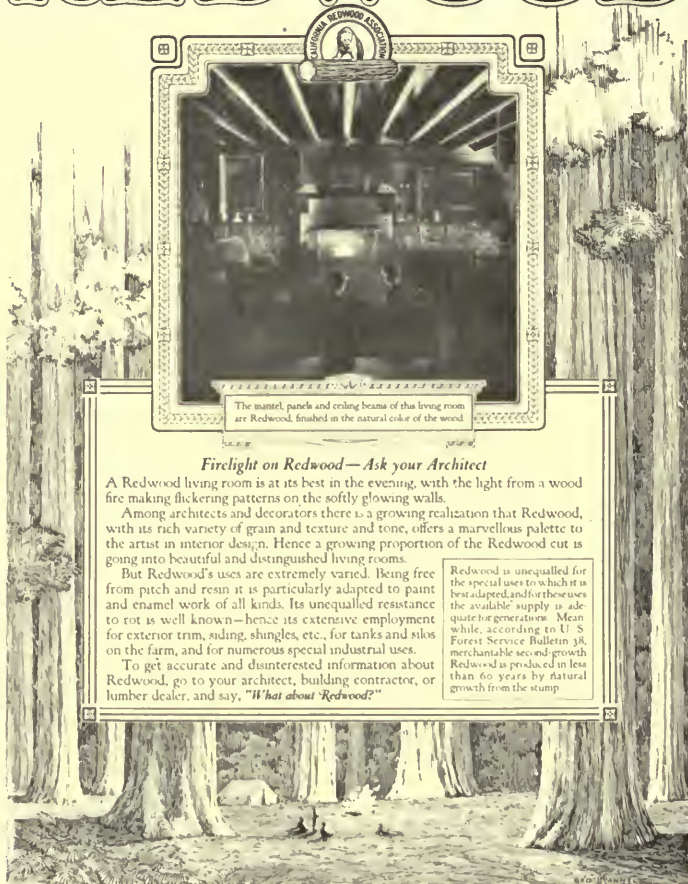 CALIFORNIA REDWOOD ASSOCIATION
The mantel, panels and ceiling beams of this living room
are Redwood, finished in the natural color of the wood
Firelight on Redwood—Ask your Architect
A Redwood living room is at its best in the evening, with the light from a wood
fire making flickering patterns on the softly glowing walls.
Among architects and decorators there is a growing realization that Redwood,
with its rich variety of grain and texture and tone, offers a marvellous palette to
the artist in interior design. Hence a growing proportion of the Redwood cut is
going into beautiful and distinguished living rooms.
But Redwood's uses are extremely varied. Being free
from pitch and resin it is particularly adapted to paint
and enamel work of all kinds. Its unequalled resistance
to rot is well known—hence its extensive employment
for exterior trim, siding, shingles, etc., for tanks and silos
on the farm, and for numerous special industrial uses.
To get accurate and disinterested information about
Redwood, go to your architect, building contractor, or
lumber dealer, and say, "What about Redwood?"
Redwood is unequalled for
the special uses to which it is
best adapted, and for these uses
the available supply is ade-
quate for generations. Mean
while, according to U. S.
Forest Service Bulletin 38,
merchantable second-growth
Redwood is produced in less
than 60 years by natural
growth from the stump